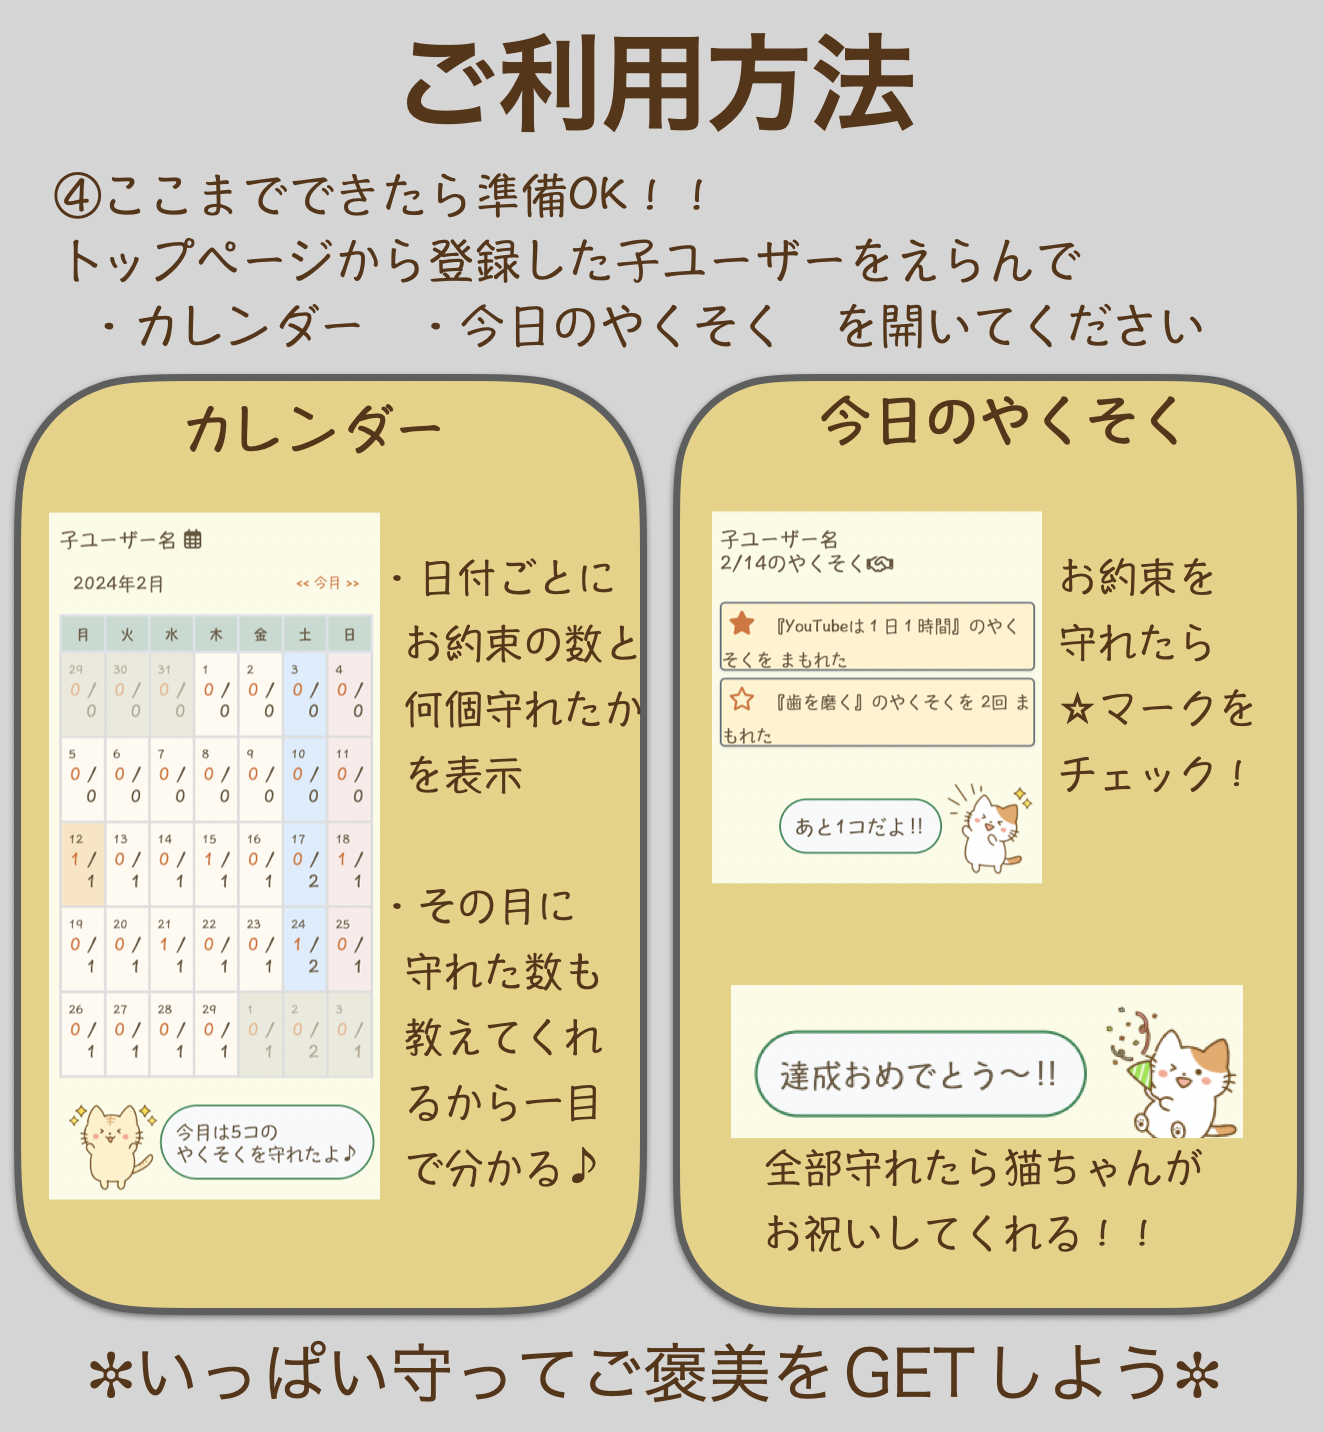 ご利用方法
④ここまでできたら準備OK！！
トップページから登録した子ユーザーをえらんで
・カレンダー　・今日のやくそく　を開いてください
カレンダー
子ユーザー名
2024年2月 << 今月 >>
月 火 水 木 金 土 日
29 30 31 1 2 3 4
0 / 0 / 0 / 0 / 0 / 0 / 0 /
0 0 0 0 0 0 0
5 6 7 8 9 10 11
0 / 0 / 0 / 0 / 0 / 0 / 0 /
0 0 0 0 0 0 0
12 13 14 15 16 17 18
1 / 0 / 0 / 1 / 0 / 0 / 1 /
1 1 1 1 1 2 1
19 20 21 22 23 24 25
0 / 0 / 1 / 0 / 0 / 1 / 0 /
1 1 1 1 1 2 1
26 27 28 29 1 2 3
0 / 0 / 0 / 0 / 0 / 0 / 0 /
1 1 1 1 1 2 1
今月は5コの
やくそくを守れたよ♪
・日付ごとに
お約束の数と
何個守れたか
を表示
・その月に
守れた数も
教えてくれ
るから一目
で分かる♪
今日のやくそく
子ユーザー名
2/14のやくそく
★ 『YouTubeは1日1時間』のやく
そくを まもれた
☆ 『歯を磨く』のやくそくを 2回 ま
もれた
あと1コだよ!!
お約束を
守れたら
☆マークを
チェック！
達成おめでとう〜!!
全部守れたら猫ちゃんが
お祝いしてくれる！！
✻いっぱい守ってご褒美をGETしよう✻